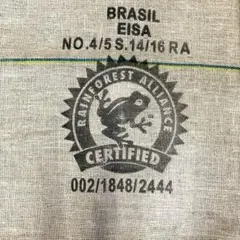 BRASIL
EISA
NO.4/5 S.14/16 RA
RAINFOREST ALLIANCE
CERTIFIED
002/1848/2444